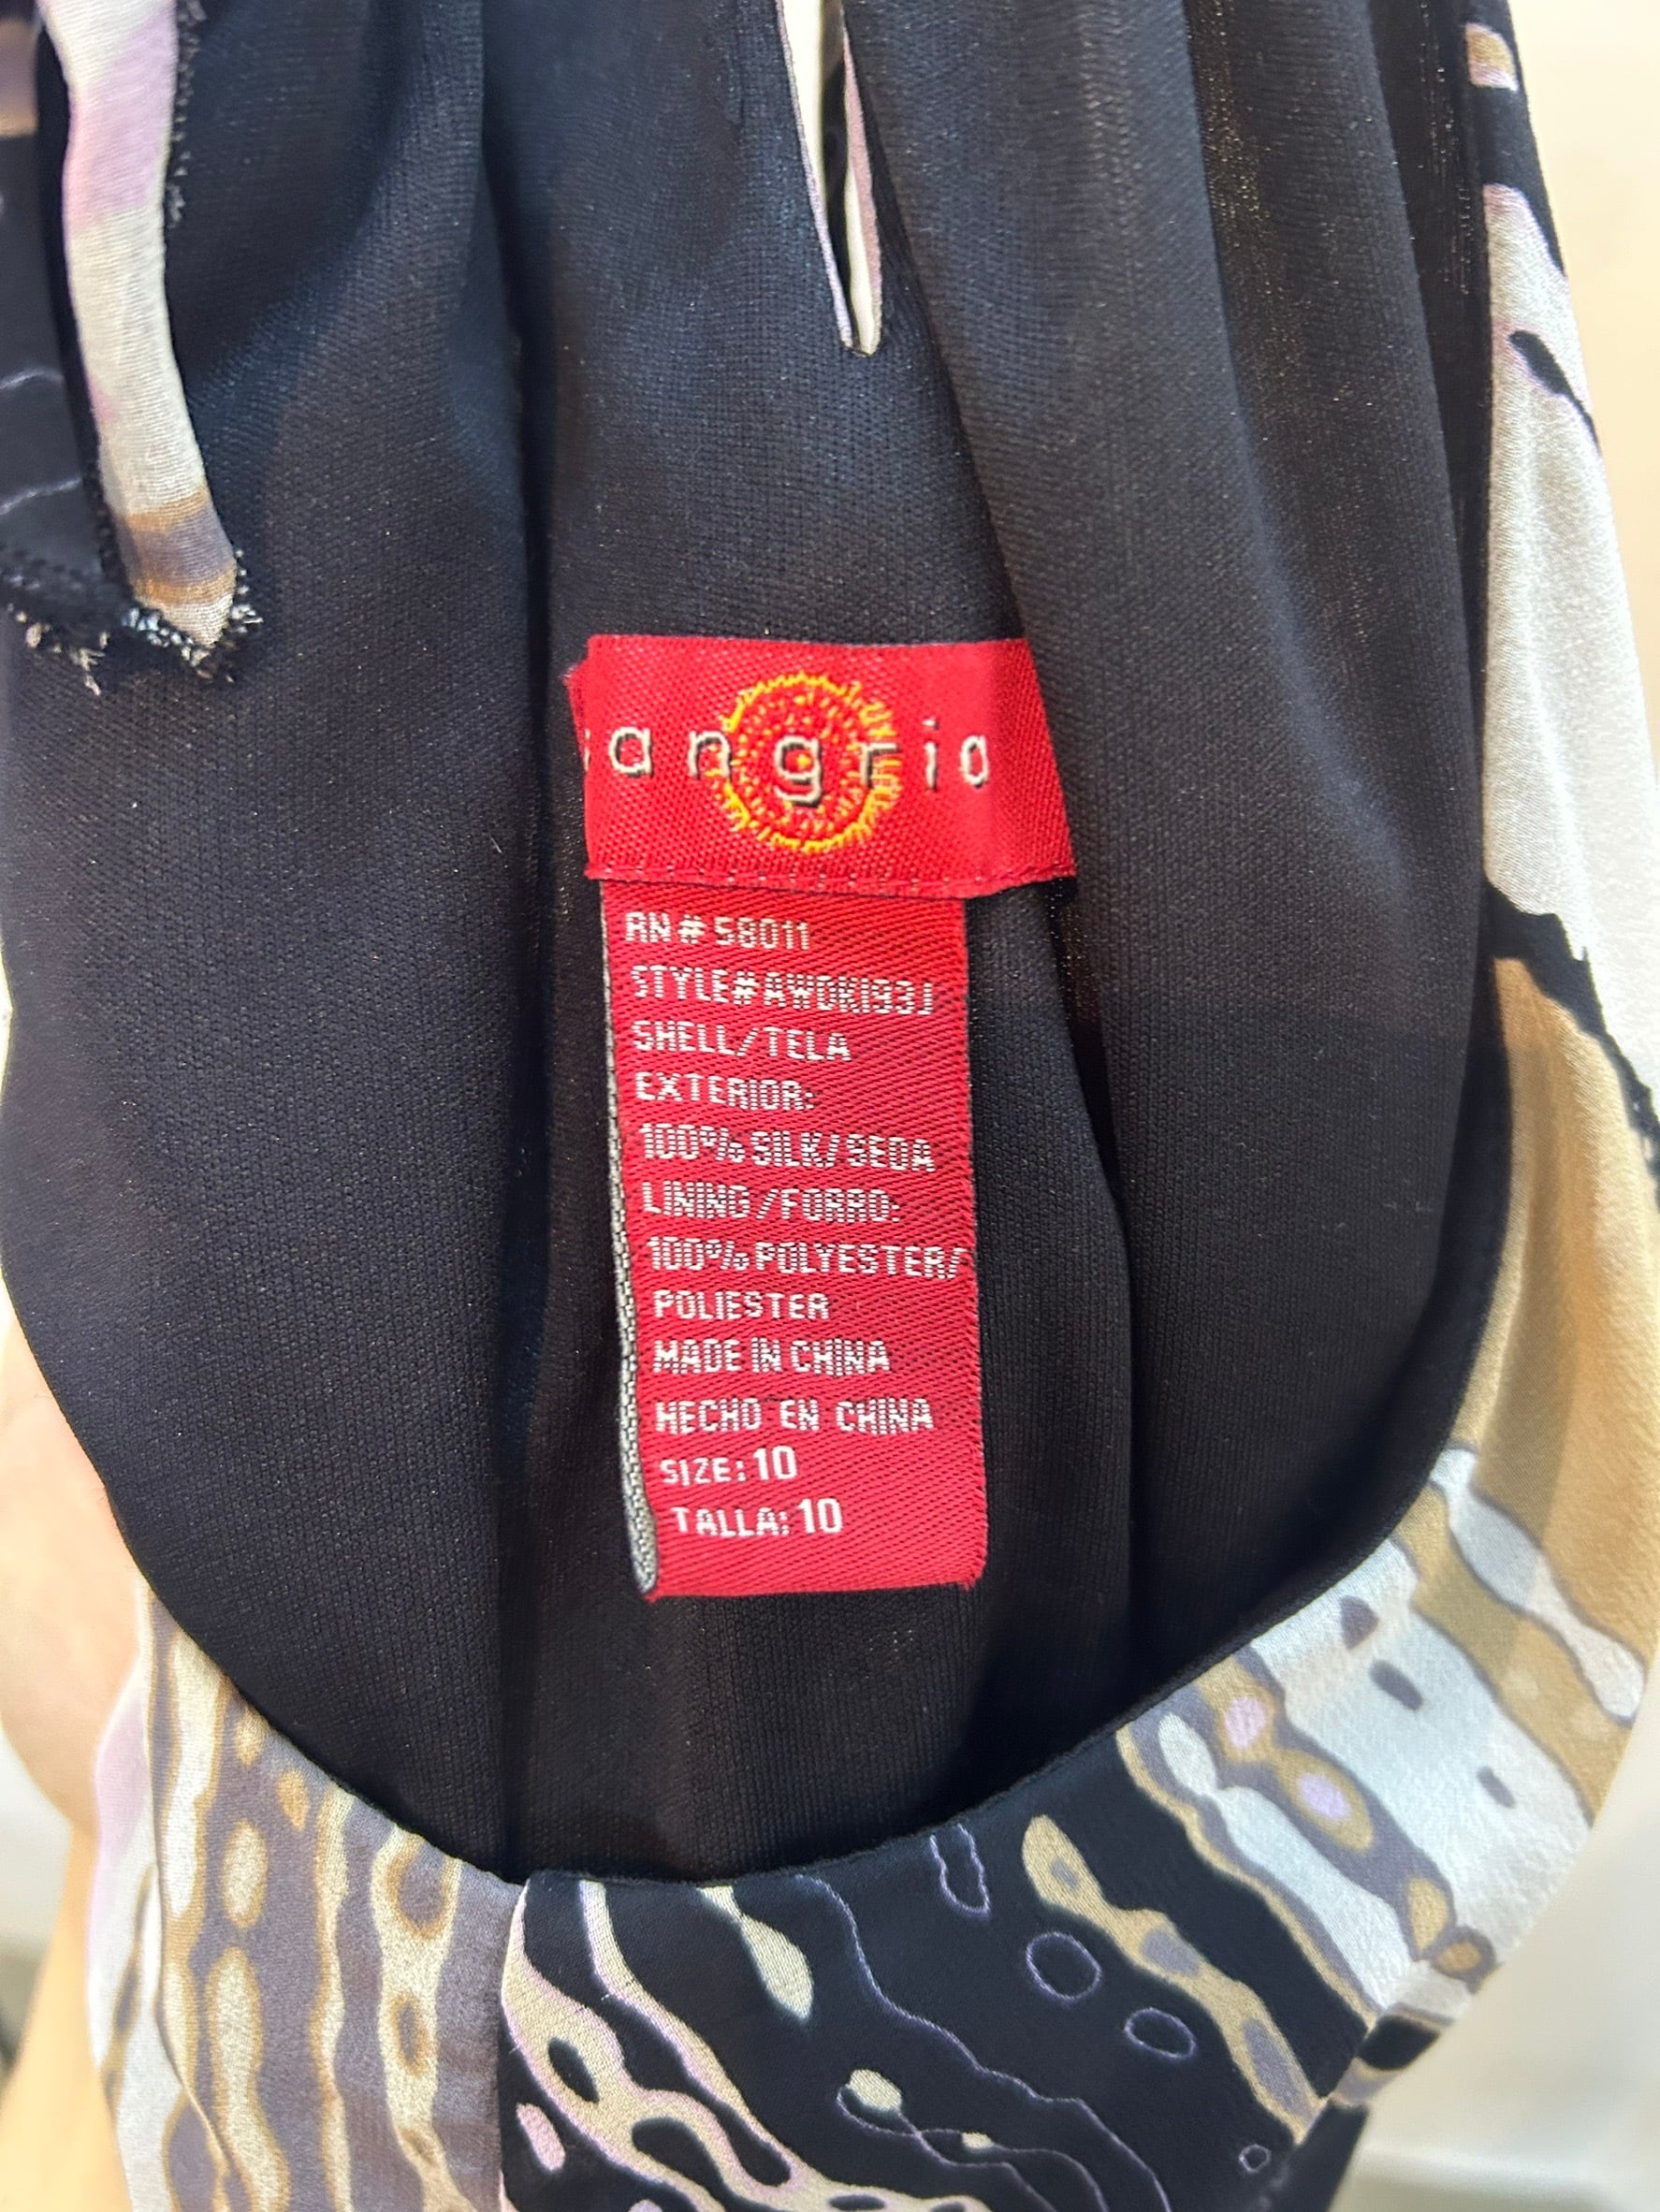 sangria
RN# 58011
STYLE# AWDK193J
SHELL/TELA
EXTERIOR:
100% SILK/SEDA
LINING/FORRO:
100% POLYESTER/
POLIESTER
MADE IN CHINA
HECHO EN CHINA
SIZE: 10
TALLA: 10